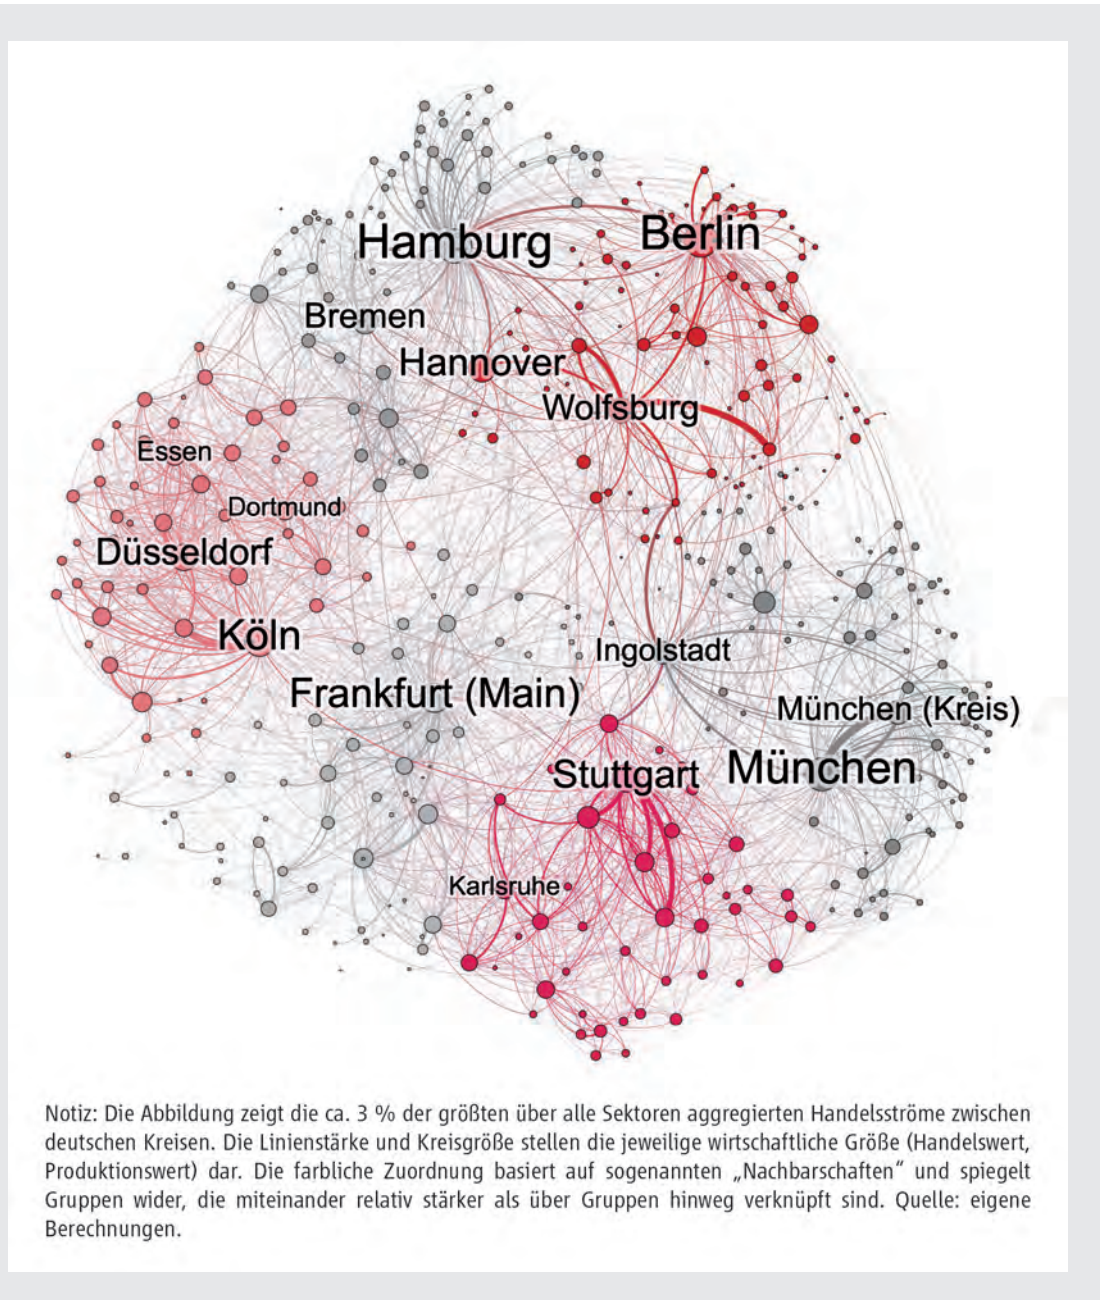 Hamburg
Berlin
Bremen
Hannover
Wolfsburg
Essen
Dortmund
Düsseldorf
Köln
Ingolstadt
Frankfurt (Main)
München (Kreis)
Stuttgart
München
Karlsruhe
Notiz: Die Abbildung zeigt die ca. 3 % der größten über alle Sektoren aggregierten Handelsströme zwischen
deutschen Kreisen. Die Linienstärke und Kreisgröße stellen die jeweilige wirtschaftliche Größe (Handelswert,
Produktionswert) dar. Die farbliche Zuordnung basiert auf sogenannten „Nachbarschaften“ und spiegelt
Gruppen wider, die miteinander relativ stärker als über Gruppen hinweg verknüpft sind. Quelle: eigene
Berechnungen.